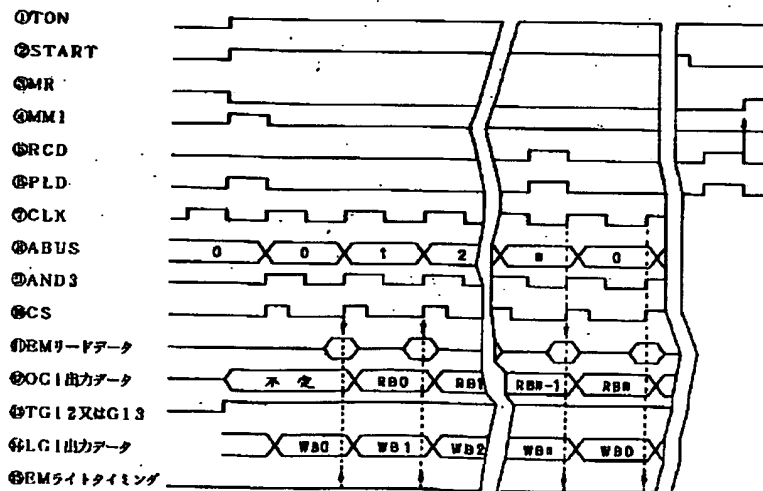 ①TON
②START
③MR
④MM1
⑤RCD
⑥PLD
⑦CLK
⑧ABUS 0 0 1 2 n 0
⑨AND3
⑩CS
⑪EMリードデータ
⑫OG1出力データ 不定 RB0 RB1 RBn-1 RBn
⑬TG12又はG13
⑭LG1出力データ WB0 WB1 WB2 WBn WB0
⑮EMライトタイミング